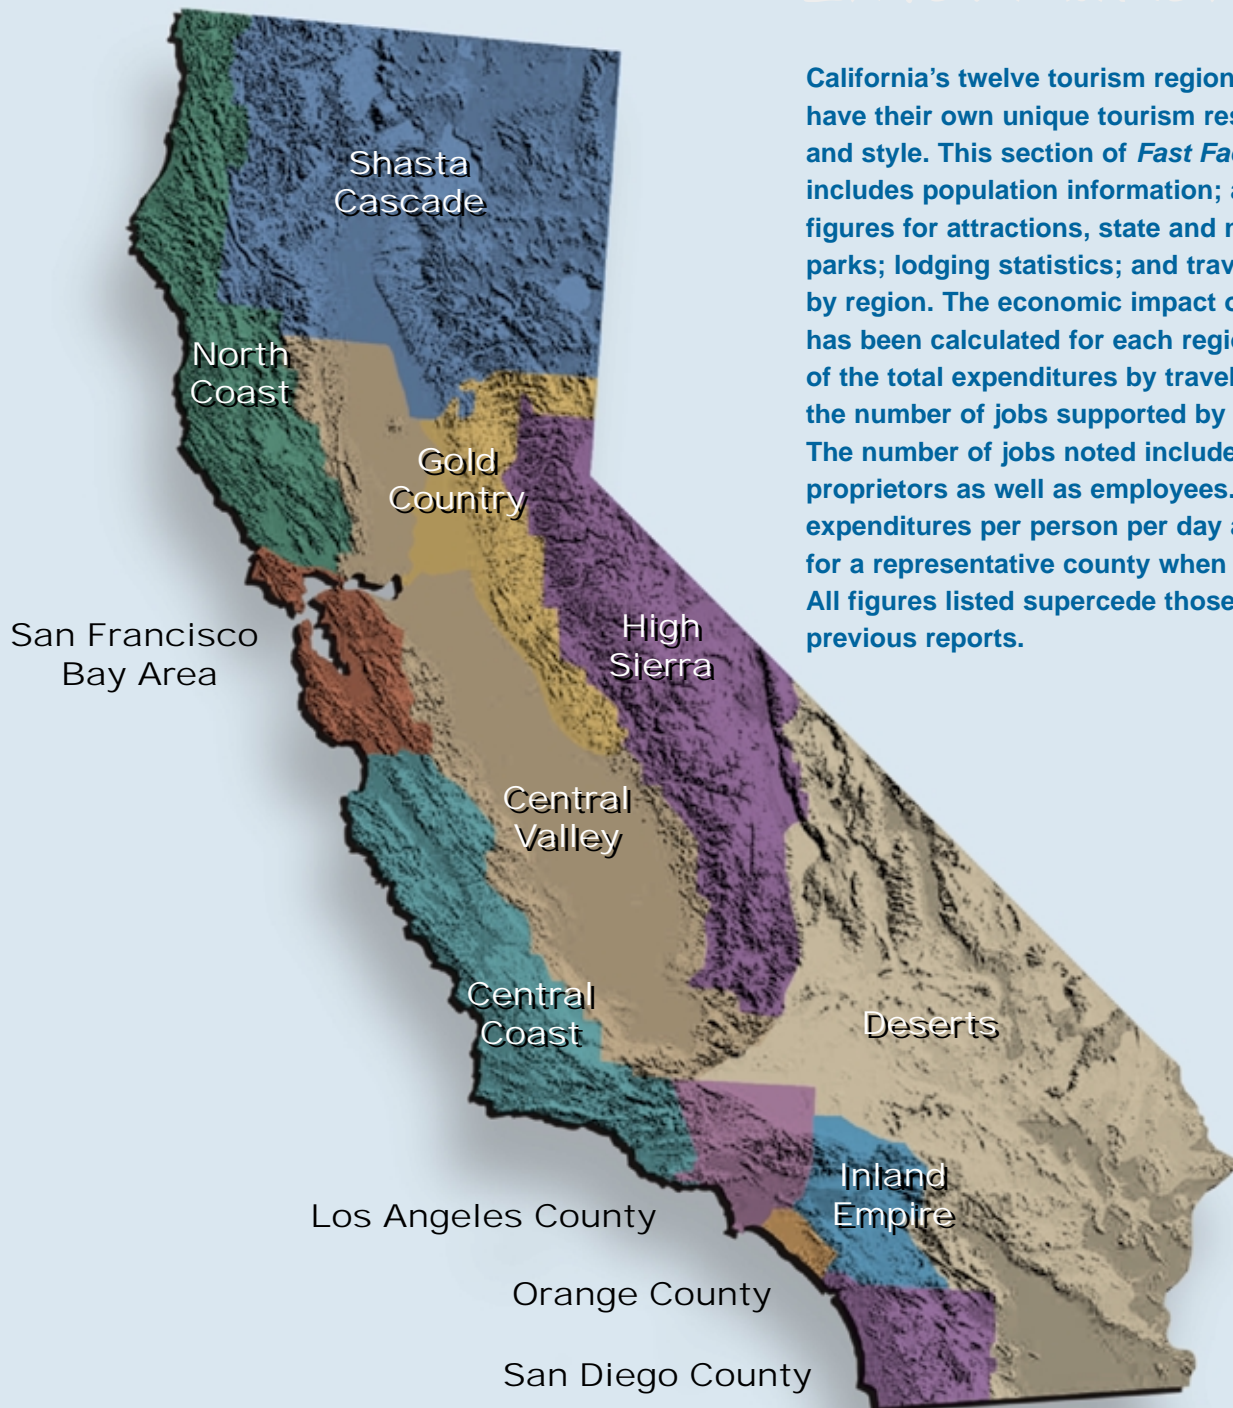 California’s twelve tourism region
have their own unique tourism res
and style. This section of Fast Fa
includes population information; a
figures for attractions, state and n
parks; lodging statistics; and trav
by region. The economic impact o
has been calculated for each regi
of the total expenditures by travel
the number of jobs supported by
The number of jobs noted include
proprietors as well as employees.
expenditures per person per day a
for a representative county when
All figures listed supercede those
previous reports.
Shasta
Cascade
North
Coast
Gold
Country
High
Sierra
San Francisco
Bay Area
Central
Valley
Central
Coast
Deserts
Inland
Empire
Los Angeles County
Orange County
San Diego County